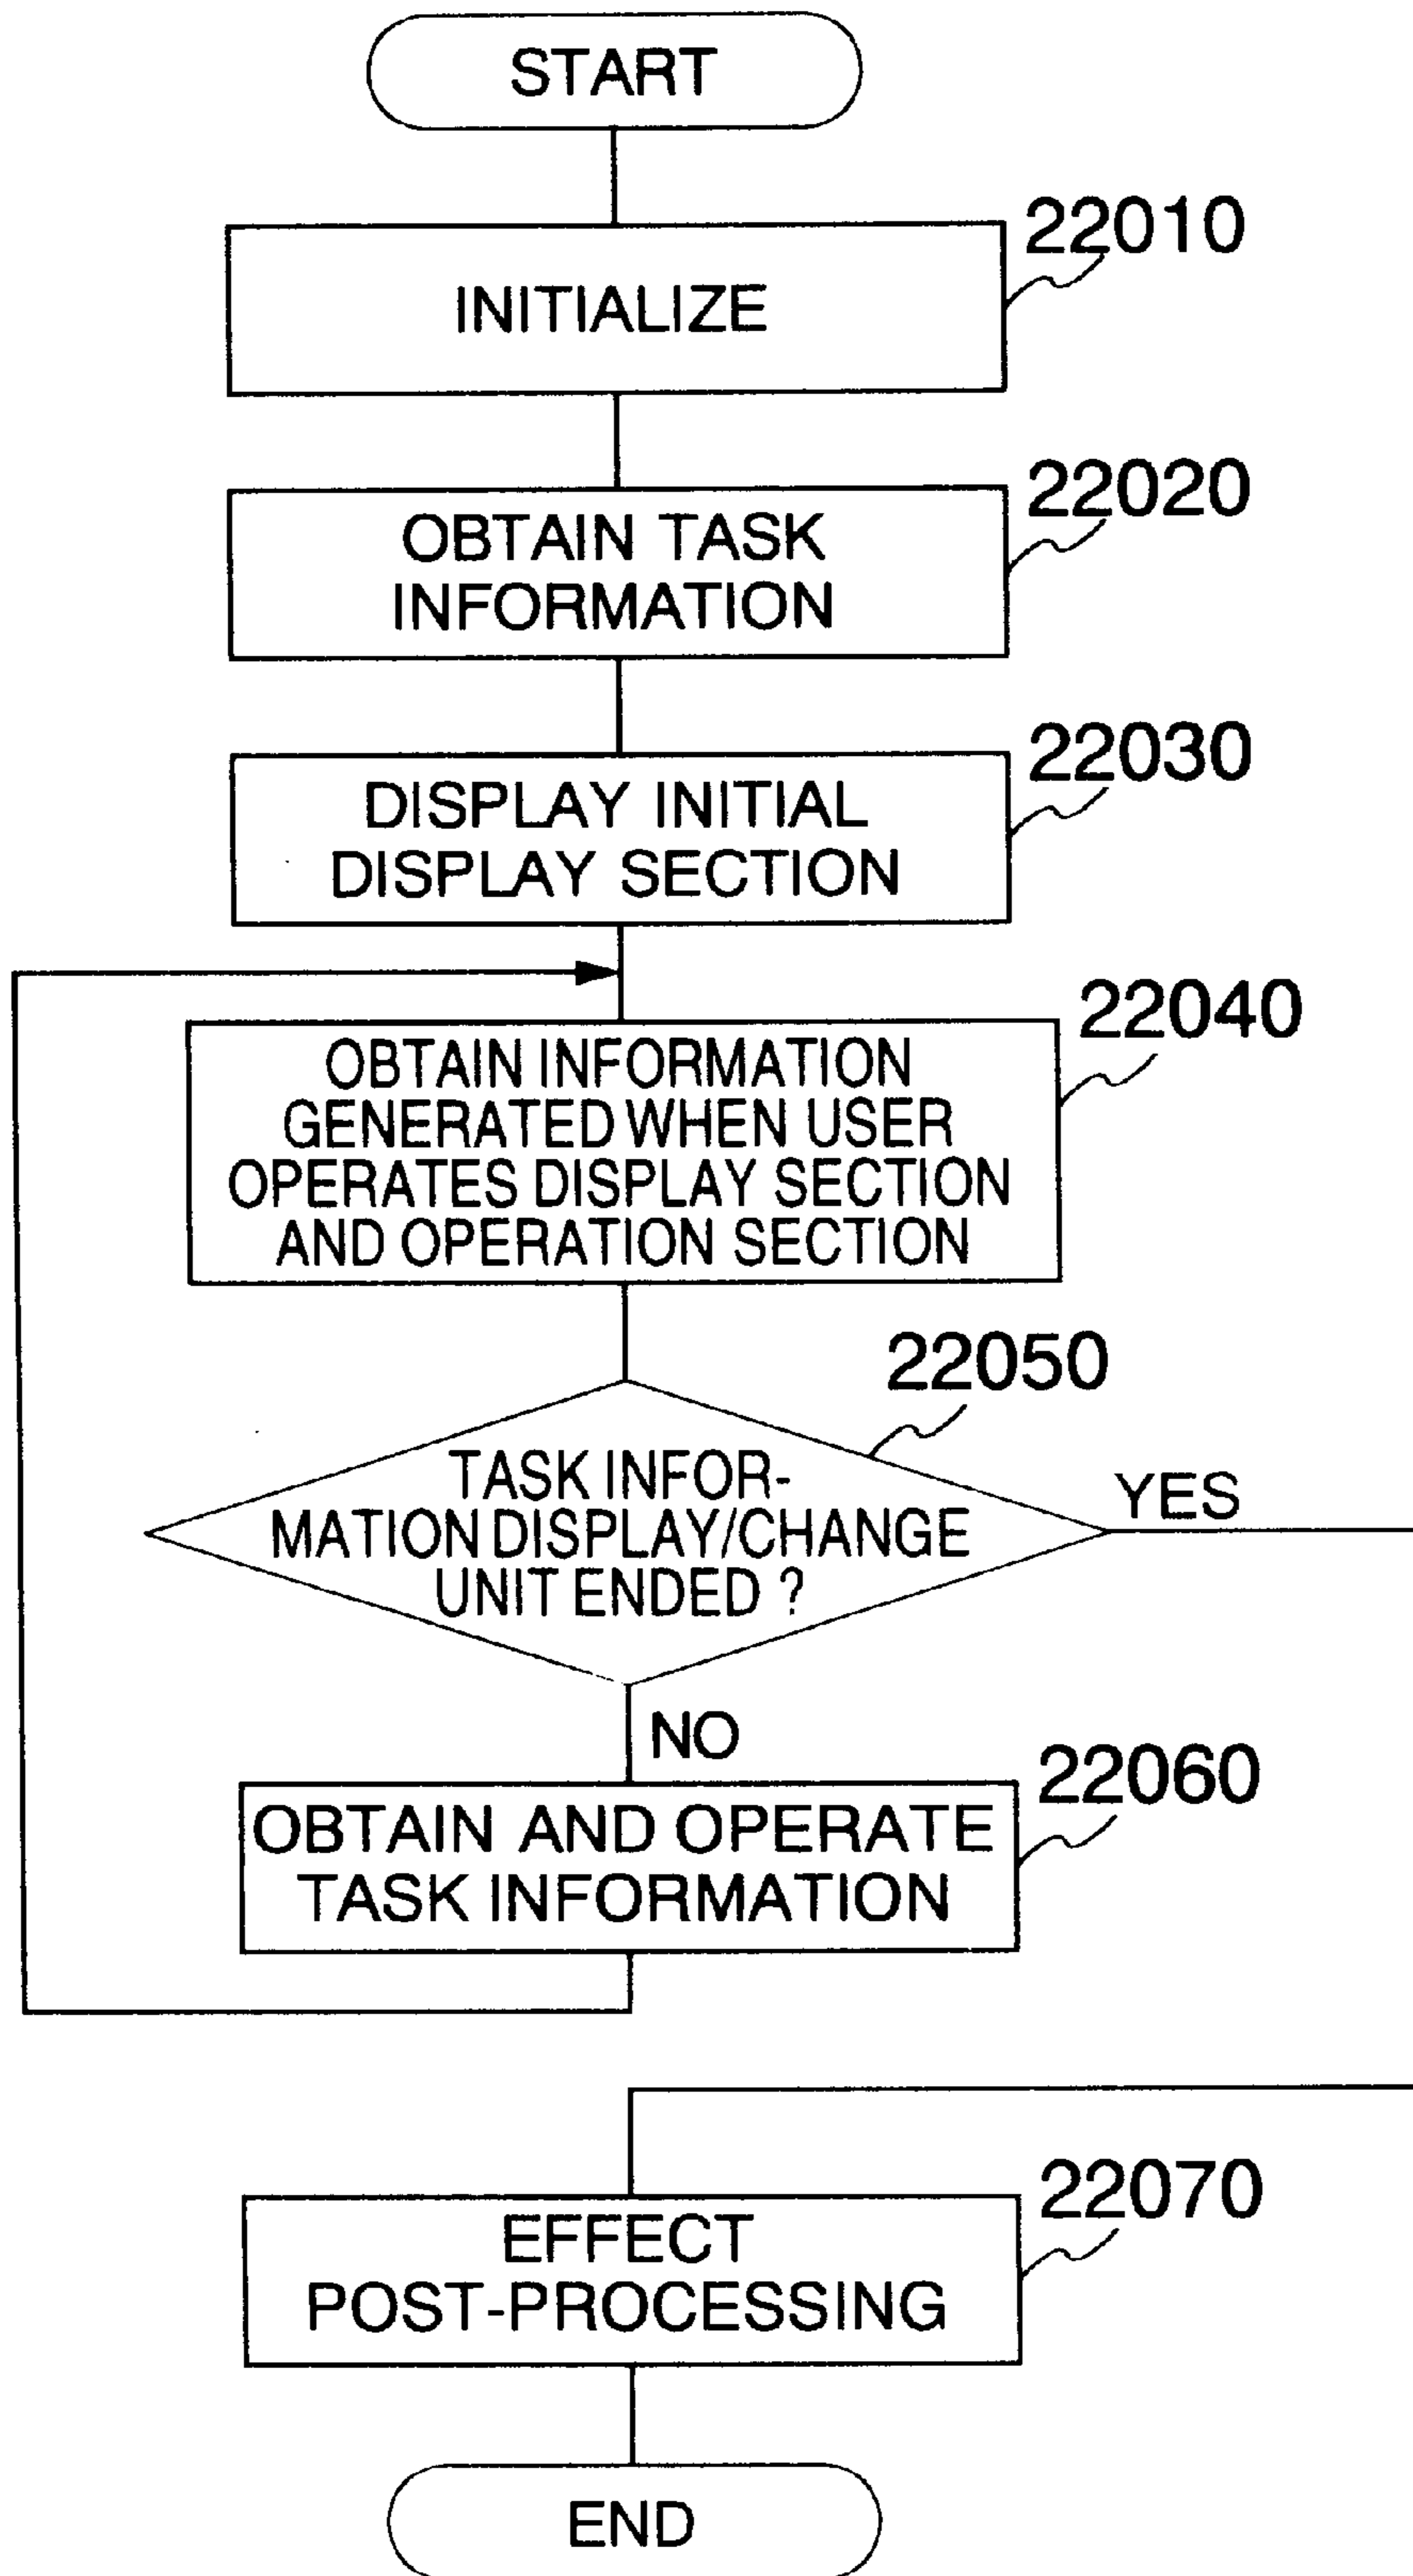 START
22010
INITIALIZE
22020
OBTAIN TASK
INFORMATION
22030
DISPLAY INITIAL
DISPLAY SECTION
22040
OBTAIN INFORMATION
GENERATED WHEN USER
OPERATES DISPLAY SECTION
AND OPERATION SECTION
22050
TASK INFOR-
MATION DISPLAY/CHANGE
UNIT ENDED ?
YES
NO
22060
OBTAIN AND OPERATE
TASK INFORMATION
22070
EFFECT
POST-PROCESSING
END